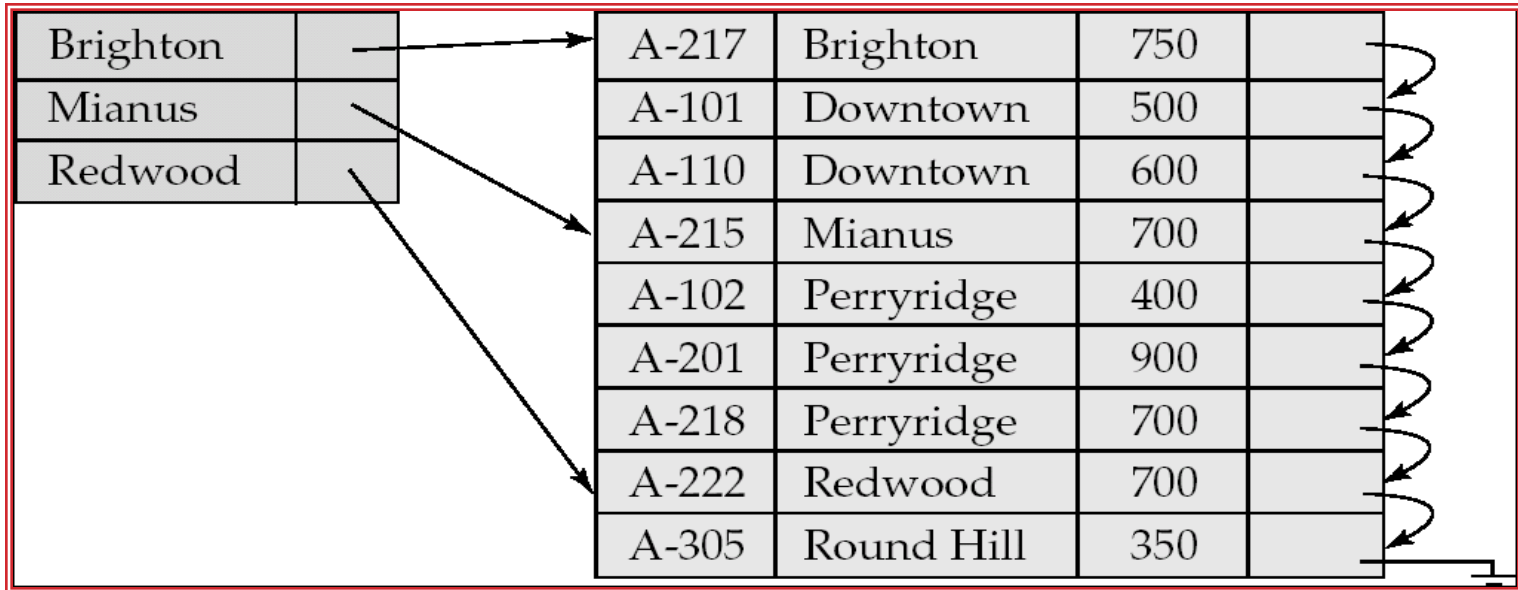 Brighton
Mianus
Redwood
A-217 Brighton 750
A-101 Downtown 500
A-110 Downtown 600
A-215 Mianus 700
A-102 Perryridge 400
A-201 Perryridge 900
A-218 Perryridge 700
A-222 Redwood 700
A-305 Round Hill 350